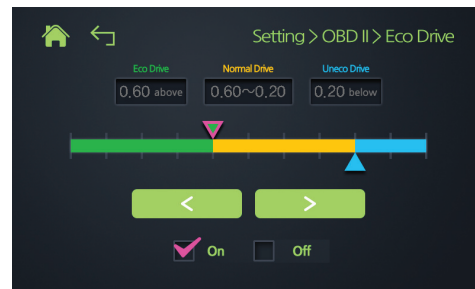 Setting > OBD II > Eco Drive
Eco Drive Normal Drive Uneco Drive
0.60 above 0.60~0.20 0.20 below
< >
On Off